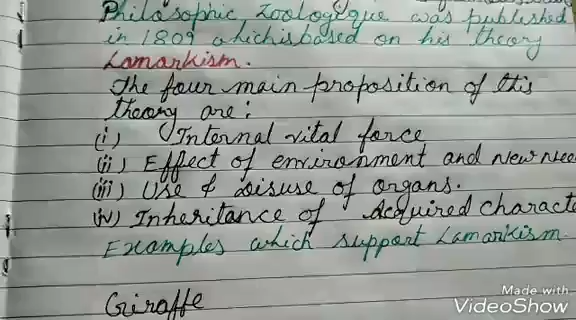 Philosophic Zoologique was published
in 1809 which is based on his theory
Lamarkism.
The four main proposition of this
theory are:
(i) Internal vital force
(ii) Effect of environment and new nee
(iii) Use & disuse of organs.
(iv) Inheritance of Acquired characte
Examples which support Lamarkism.
Giraffe
Made with
VideoShow